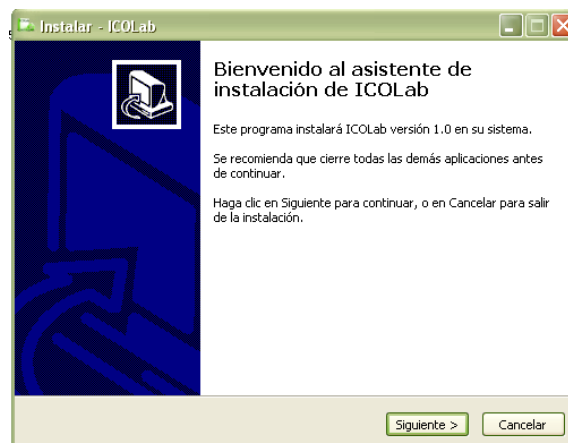 Instalar - ICOLab
Bienvenido al asistente de
instalación de ICOLab
Este programa instalará ICOLab versión 1.0 en su sistema.
Se recomienda que cierre todas las demás aplicaciones antes
de continuar.
Haga clic en Siguiente para continuar, o en Cancelar para salir
de la instalación.
Siguiente >
Cancelar